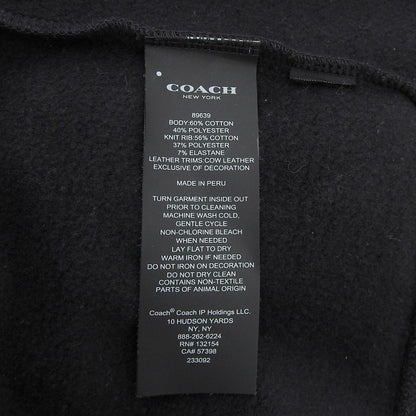 COACH
NEW YORK
89639
BODY:60% COTTON
40% POLYESTER
KNIT RIB:56% COTTON
37% POLYESTER
7% ELASTANE
LEATHER TRIMS:COW LEATHER
EXCLUSIVE OF DECORATION
MADE IN PERU
TURN GARMENT INSIDE OUT
PRIOR TO CLEANING
MACHINE WASH COLD,
GENTLE CYCLE
NON-CHLORINE BLEACH
WHEN NEEDED
LAY FLAT TO DRY
WARM IRON IF NEEDED
DO NOT IRON ON DECORATION
DO NOT DRY CLEAN
CONTAINS NON-TEXTILE
PARTS OF ANIMAL ORIGIN
Coach® Coach IP Holdings LLC.
10 HUDSON YARDS
NY, NY
888-262-6224
RN# 132154
CA# 57398
233092